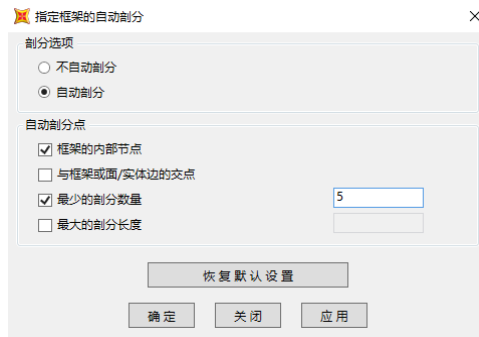 指定框架的自动剖分
剖分选项
不自动剖分
自动剖分
自动剖分点
框架的内部节点
与框架或面/实体边的交点
最少的剖分数量 5
最大的剖分长度
恢复默认设置
确定 关闭 应用